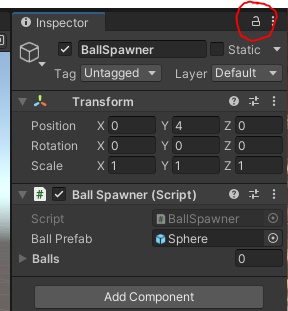 Inspector
BallSpawner Static
Tag Untagged Layer Default
Transform
Position X 0 Y 4 Z 0
Rotation X 0 Y 0 Z 0
Scale X 1 Y 1 Z 1
# Ball Spawner (Script)
Script # BallSpawner
Ball Prefab Sphere
Balls 0
Add Component